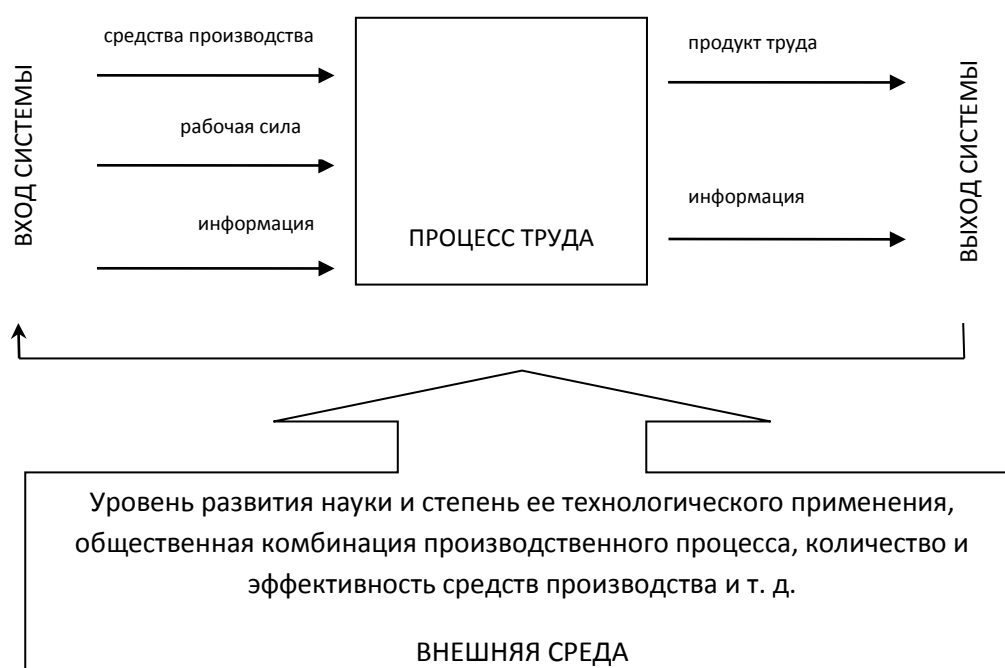 ВХОД СИСТЕМЫ
средства производства
рабочая сила
информация
ПРОЦЕСС ТРУДА
продукт труда
информация
ВЫХОД СИСТЕМЫ
Уровень развития науки и степень ее технологического применения,
общественная комбинация производственного процесса, количество и
эффективность средств производства и т. д.
ВНЕШНЯЯ СРЕДА